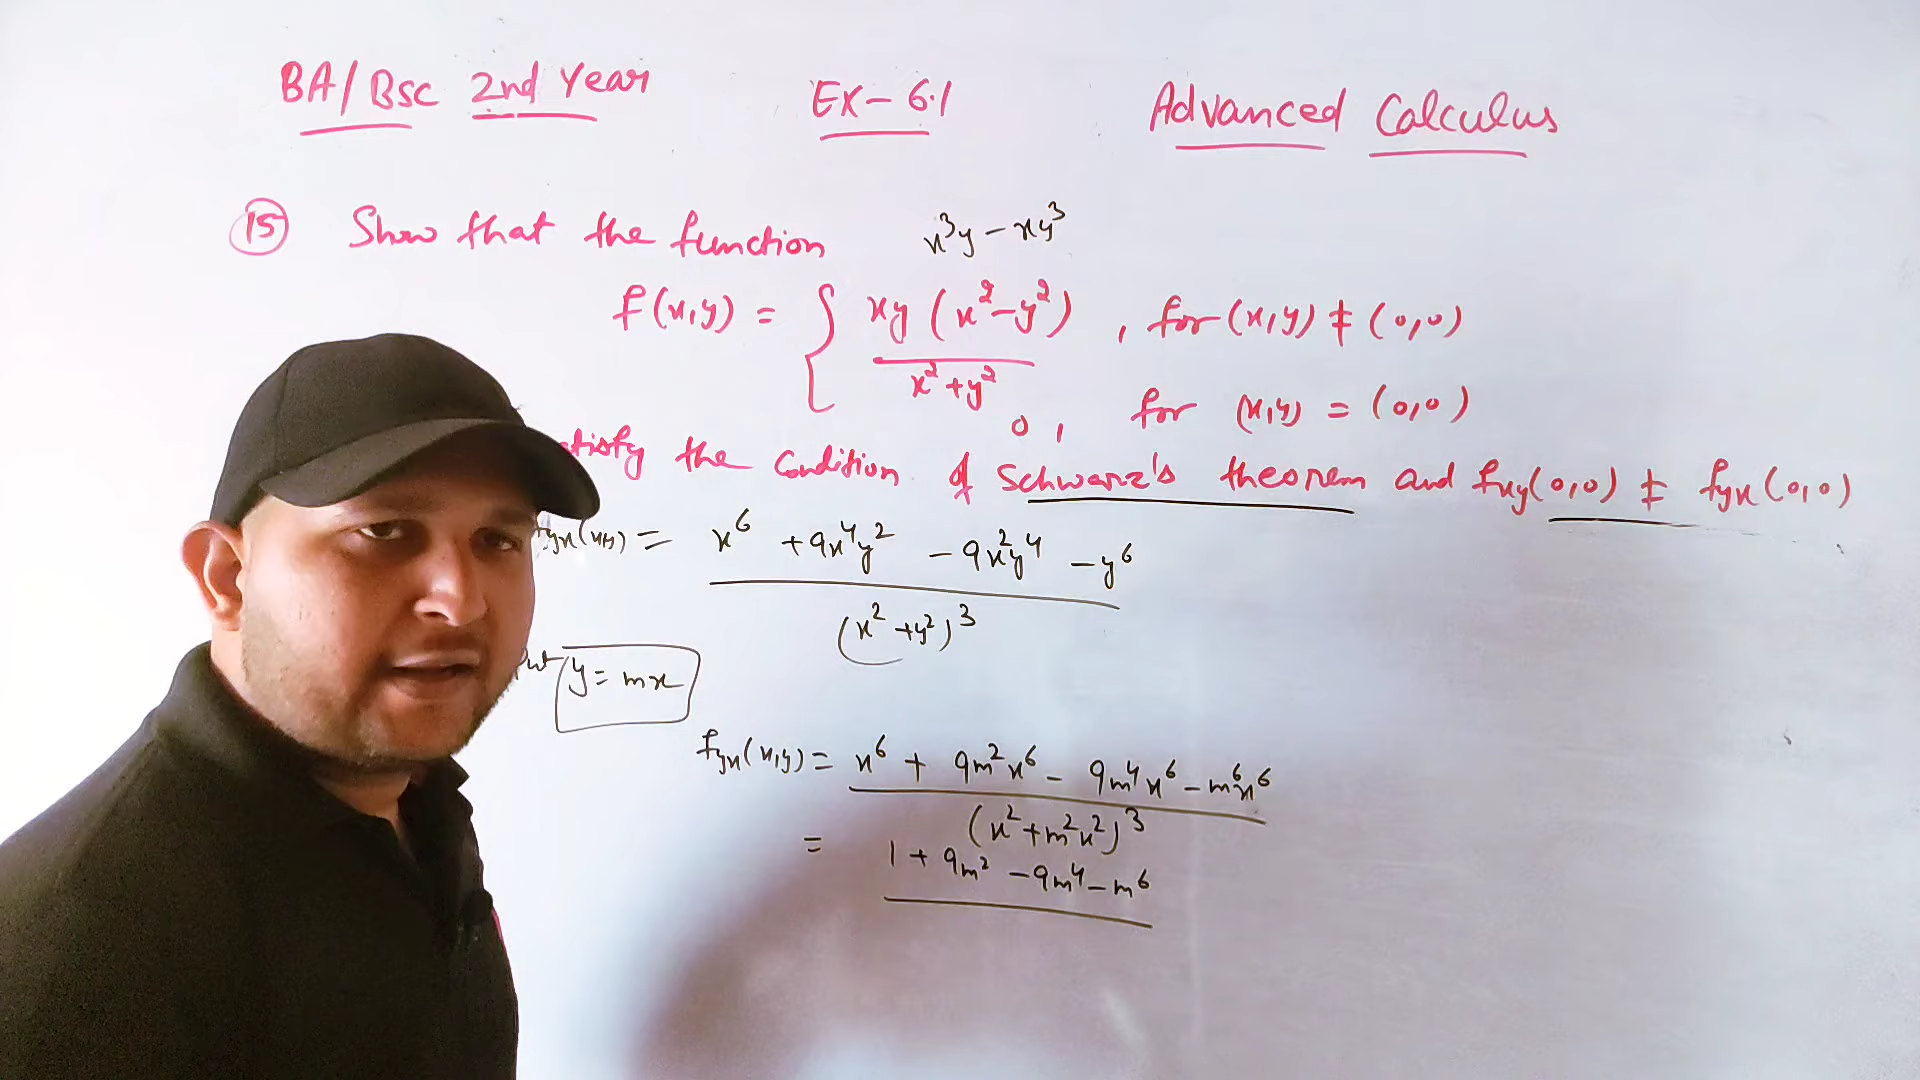 BA/BSc 2nd Year EX-6.1 Advanced Calculus
(15) Show that the function x³y - xy³
f(x,y) = { xy(x²-y²) / x²+y² , for (x,y) ≠ (0,0)
0, for (x,y) = (0,0)
the condition of Schwarz's theorem and fxy(0,0) ≠ fyx(0,0)
fyx(x,y) = x⁶ + 9x⁴y² - 9x²y⁴ - y⁶ / (x²+y²)³
Put y = mx
fyx(x,y) = x⁶ + 9m²x⁶ - 9m⁴x⁶ - m⁶x⁶ / (x²+m²x²)³
= 1 + 9m² - 9m⁴ - m⁶